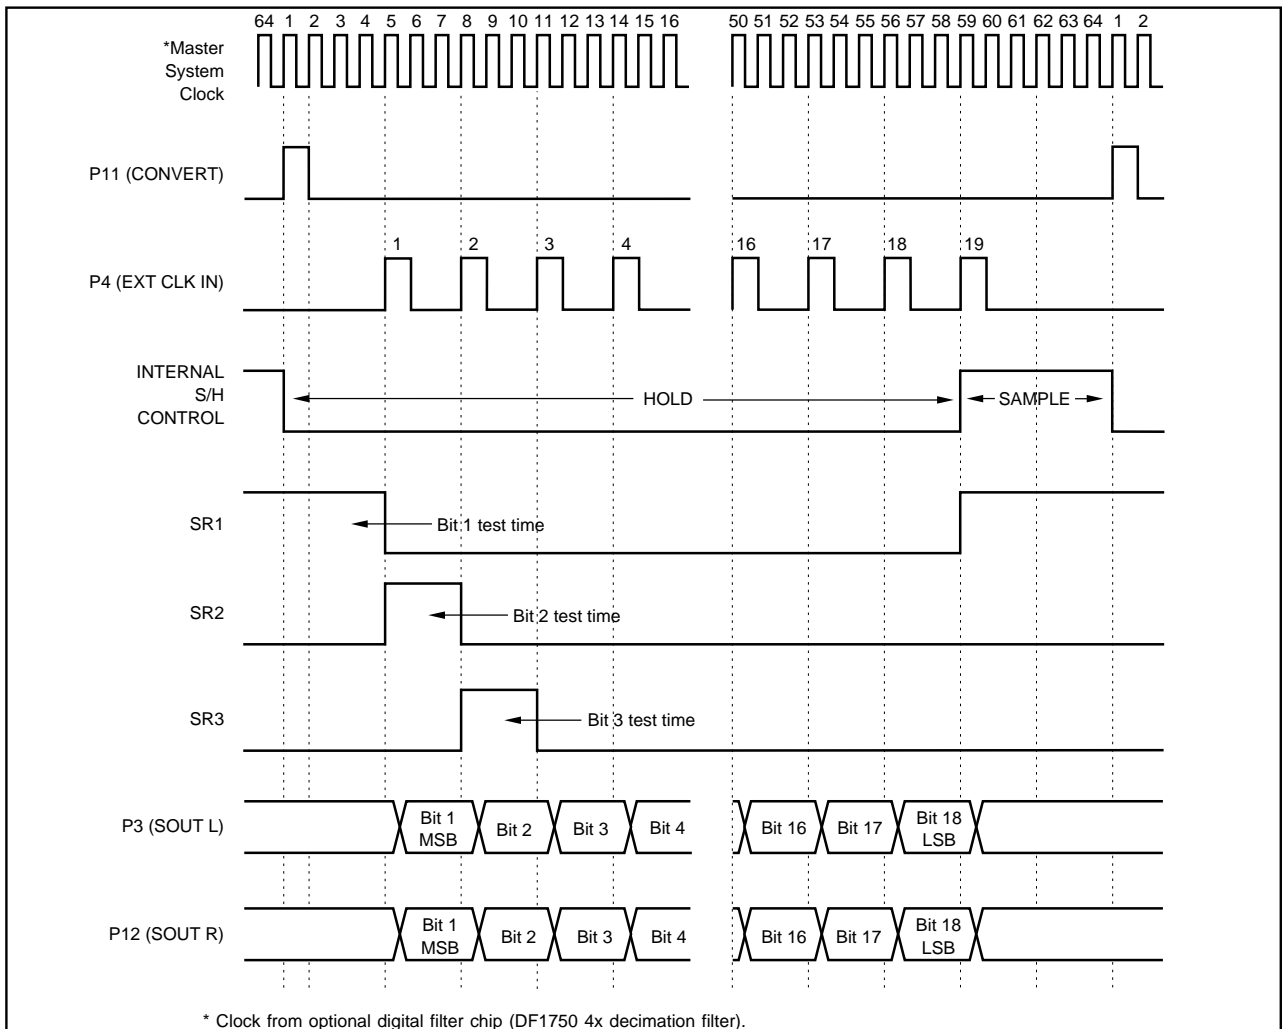 64 1 2 3 4 5 6 7 8 9 10 11 12 13 14 15 16 50 51 52 53 54 55 56 57 58 59 60 61 62 63 64 1 2
*Master
System
Clock
P11 (CONVERT)
1 2 3 4 16 17 18 19
P4 (EXT CLK IN)
INTERNAL
S/H
CONTROL
HOLD SAMPLE
SR1
Bit 1 test time
SR2
Bit 2 test time
SR3
Bit 3 test time
P3 (SOUT L)
Bit 1
MSB
Bit 2 Bit 3 Bit 4 Bit 16 Bit 17
Bit 18
LSB
P12 (SOUT R)
Bit 1
MSB
Bit 2 Bit 3 Bit 4 Bit 16 Bit 17
Bit 18
LSB
* Clock from optional digital filter chip (DF1750 4x decimation filter).